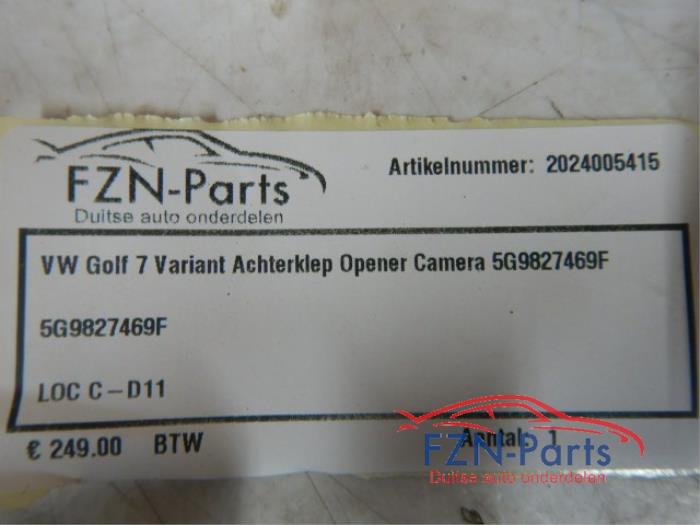 FZN-Parts
Duitse auto onderdelen
Artikelnummer: 2024005415
VW Golf 7 Variant Achterklep Opener Camera 5G9827469F
5G9827469F
LOC C-D11
€ 249.00 BTW
Aantal: 1
FZN-Parts
Duitse auto onderdelen